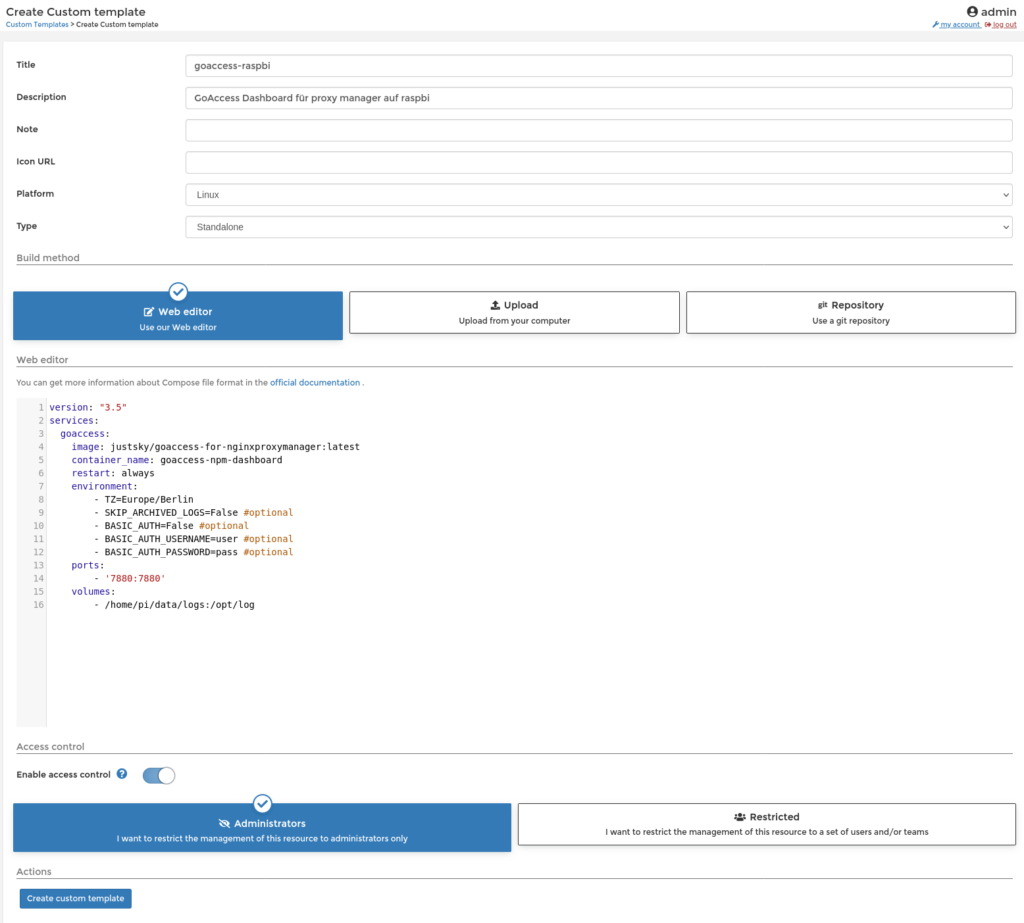 Create Custom template
admin
Custom Templates > Create Custom template
my account log out
Title
goaccess-raspbi
Description
GoAccess Dashboard für proxy manager auf raspbi
Note
Icon URL
Platform
Linux
Type
Standalone
Build method
Web editor
Use our Web editor
Upload
Upload from your computer
git Repository
Use a git repository
Web editor
You can get more information about Compose file format in the official documentation .
1 version: "3.5"
2 services:
3   goaccess:
4     image: justsky/goaccess-for-nginxproxymanager:latest
5     container_name: goaccess-npm-dashboard
6     restart: always
7     environment:
8         - TZ=Europe/Berlin
9         - SKIP_ARCHIVED_LOGS=False #optional
10         - BASIC_AUTH=False #optional
11         - BASIC_AUTH_USERNAME=user #optional
12         - BASIC_AUTH_PASSWORD=pass #optional
13     ports:
14         - '7880:7880'
15     volumes:
16         - /home/pi/data/logs:/opt/log
Access control
Enable access control ?
Administrators
I want to restrict the management of this resource to administrators only
Restricted
I want to restrict the management of this resource to a set of users and/or teams
Actions
Create custom template